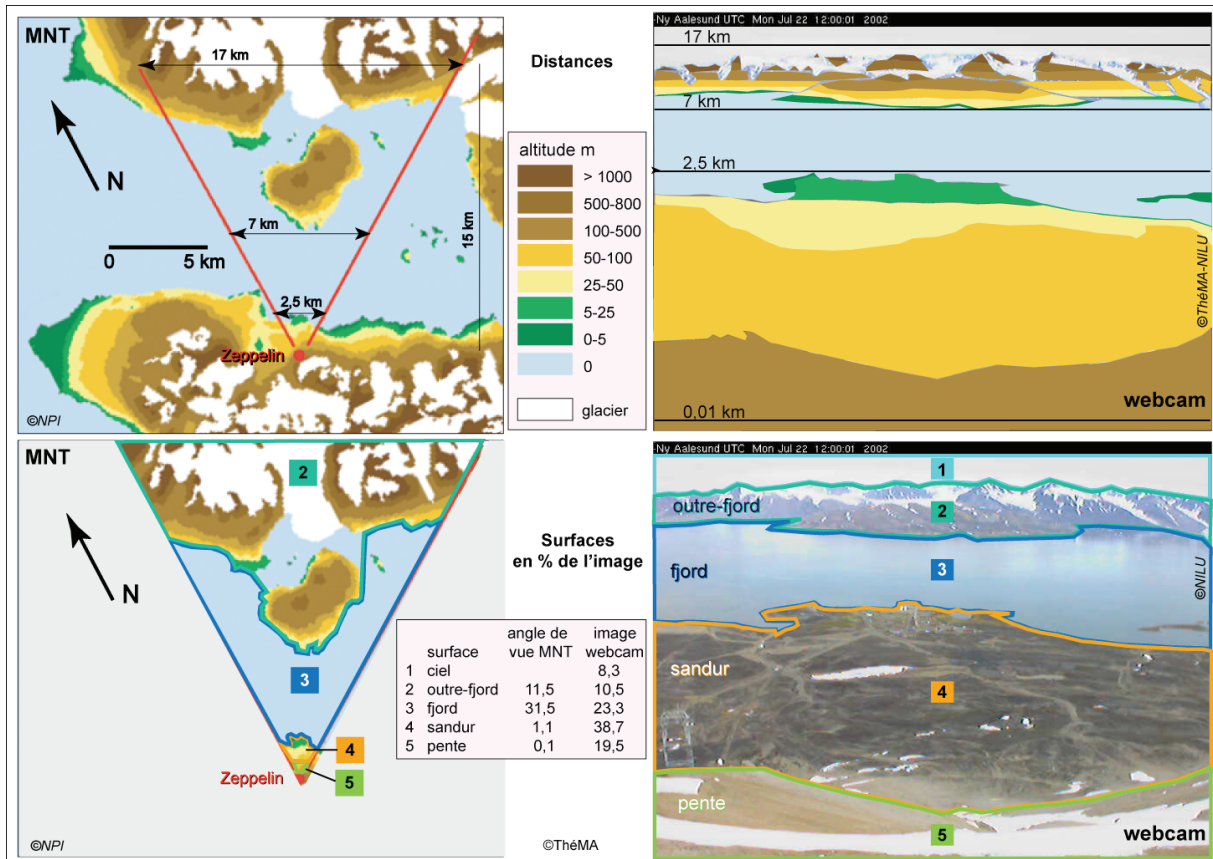 MNT
17 km
N
0 5 km
7 km
15 km
2,5 km
Zeppelin
©NPI
Distances
altitude m
> 1000
500-800
100-500
50-100
25-50
5-25
0-5
0
glacier
-Ny Aalesund UTC Mon Jul 22 12:00:01 2002
17 km
7 km
2,5 km
0,01 km
©ThéMA-NILU
webcam
MNT
2
N
3
4
5
Zeppelin
©NPI
Surfaces
en % de l'image
surface angle de vue MNT image webcam
1 ciel 8,3
2 outre-fjord 11,5 10,5
3 fjord 31,5 23,3
4 sandur 1,1 38,7
5 pente 0,1 19,5
©ThéMA
-Ny Aalesund UTC Mon Jul 22 12:00:01 2002
1
outre-fjord 2
fjord 3
©NILU
sandur
4
pente
5
webcam